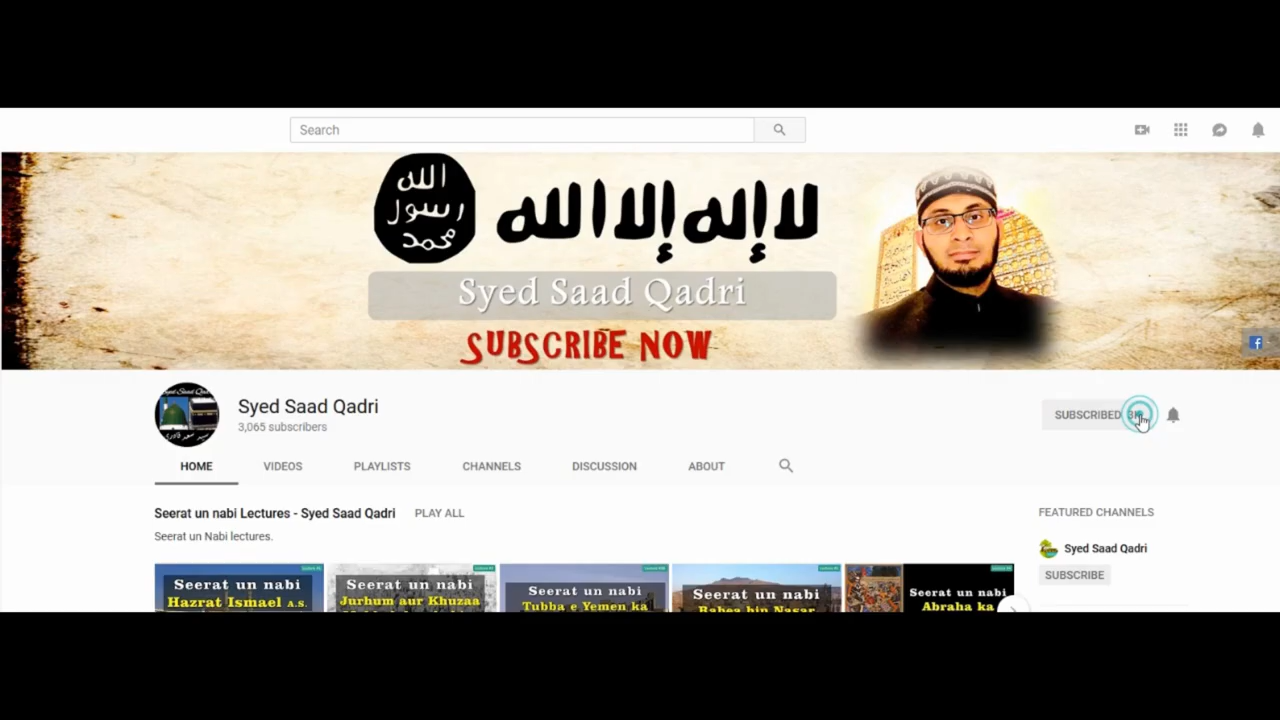 Search
الله
رسول
محمد
لا إله إلا الله
Syed Saad Qadri
SUBSCRIBE NOW
Syed Saad Qadri
3,065 subscribers
SUBSCRIBED
HOME VIDEOS PLAYLISTS CHANNELS DISCUSSION ABOUT
Seerat un nabi Lectures - Syed Saad Qadri PLAY ALL
Seerat un Nabi lectures.
FEATURED CHANNELS
Syed Saad Qadri
SUBSCRIBE
Seerat un nabi
Hazrat Ismael A.S.
Seerat un nabi
Jurhum aur Khuzaa
Seerat un nabi
Tubba e Yemen ka
Seerat un nabi
Rabea bin Nasar
Seerat un nabi
Abraha ka